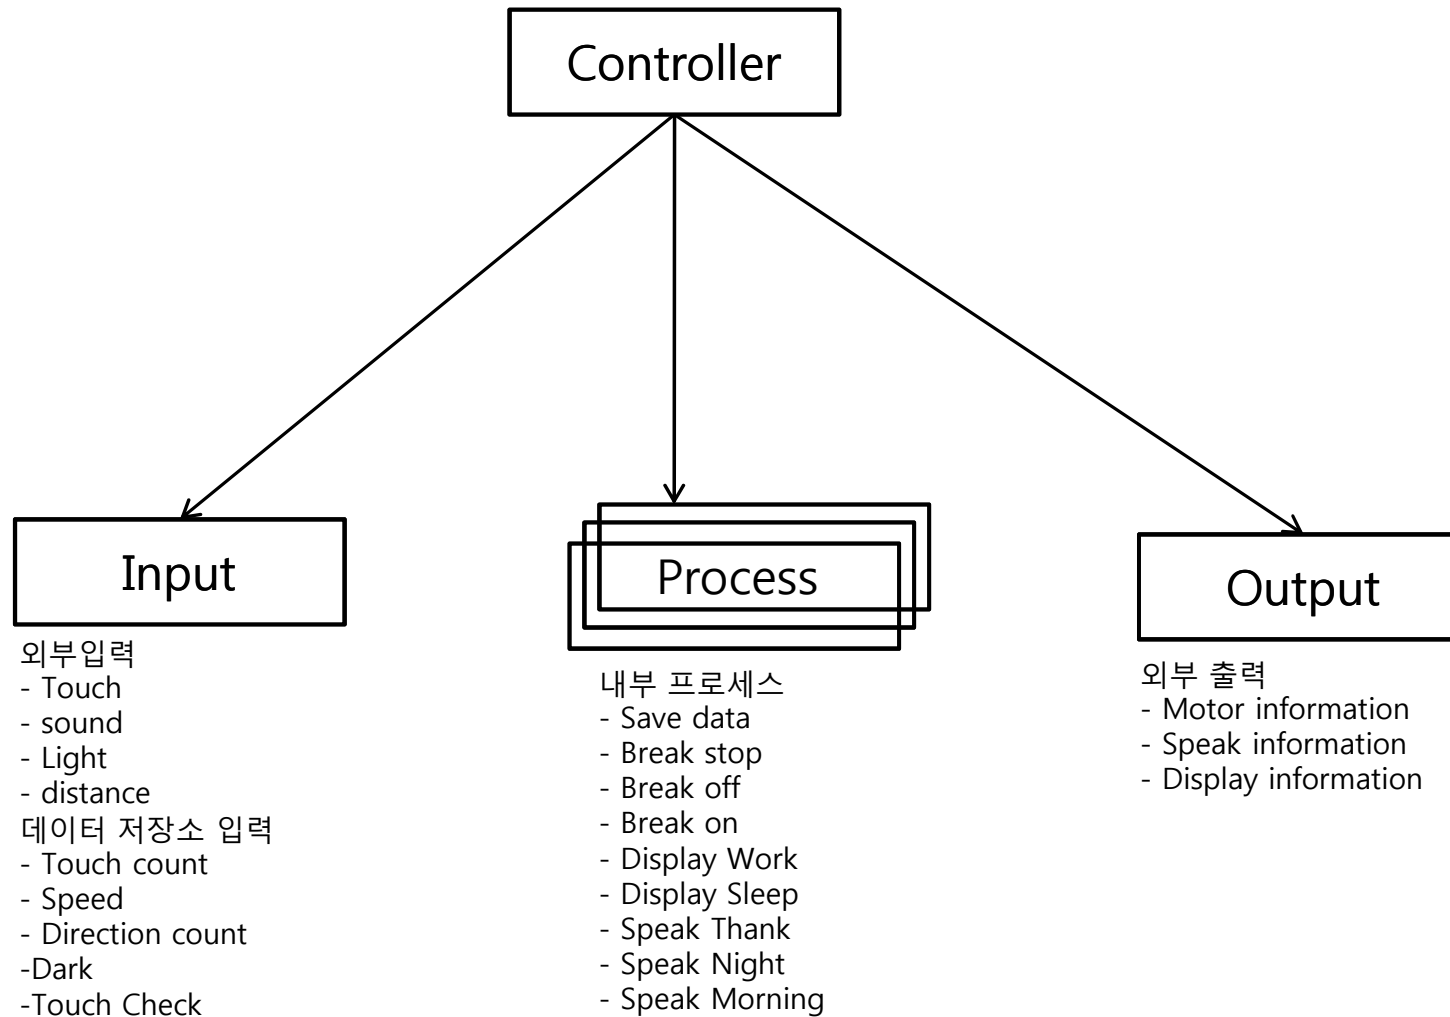 Controller
Input
외부입력
- Touch
- sound
- Light
- distance
데이터 저장소 입력
- Touch count
- Speed
- Direction count
-Dark
-Touch Check
Process
내부 프로세스
- Save data
- Break stop
- Break off
- Break on
- Display Work
- Display Sleep
- Speak Thank
- Speak Night
- Speak Morning
Output
외부 출력
- Motor information
- Speak information
- Display information